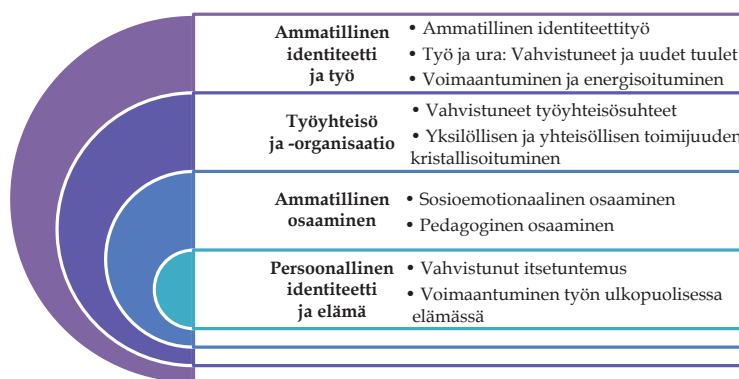 Ammatillinen
identiteetti
ja työ
• Ammatillinen identiteettityö
• Työ ja ura: Vahvistuneet ja uudet tuulet
• Voimaantuminen ja energisoituminen
Työyhteisö
ja -organisaatio
• Vahvistuneet työyhteisösuhteet
• Yksilöllisen ja yhteisöllisen toimijuuden
kristallisoituminen
Ammatillinen
osaaminen
• Sosioemotionaalinen osaaminen
• Pedagoginen osaaminen
Persoonallinen
identiteetti
ja elämä
• Vahvistunut itsetuntemus
• Voimaantuminen työn ulkopuolisessa
elämässä